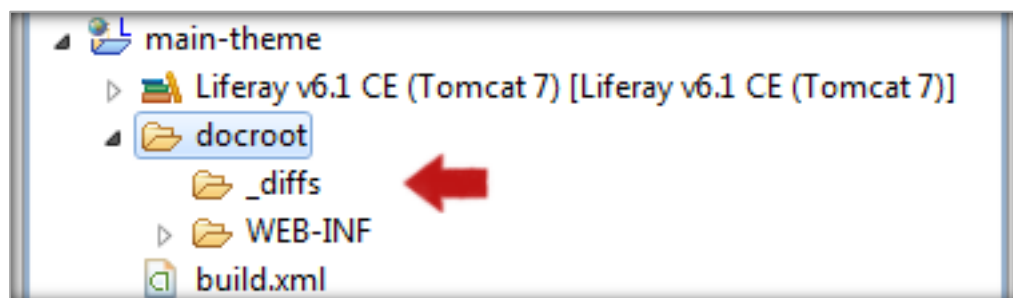 main-theme
Liferay v6.1 CE (Tomcat 7) [Liferay v6.1 CE (Tomcat 7)]
docroot
_diffs
WEB-INF
build.xml